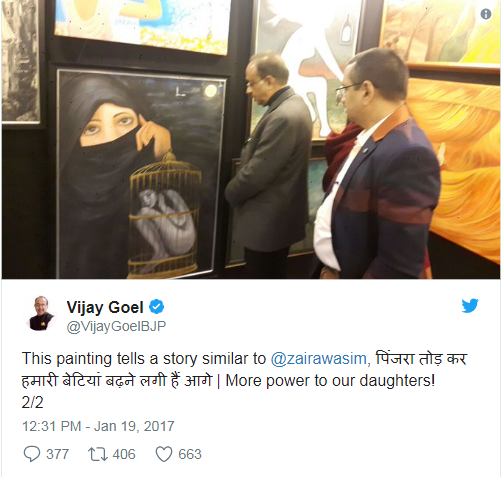 Vijay Goel
@VijayGoelBJP
This painting tells a story similar to @zairawasim, पिंजरा तोड़ कर
हमारी बेटियां बढ़ने लगी हैं आगे | More power to our daughters!
2/2
12:31 PM - Jan 19, 2017
377 406 663